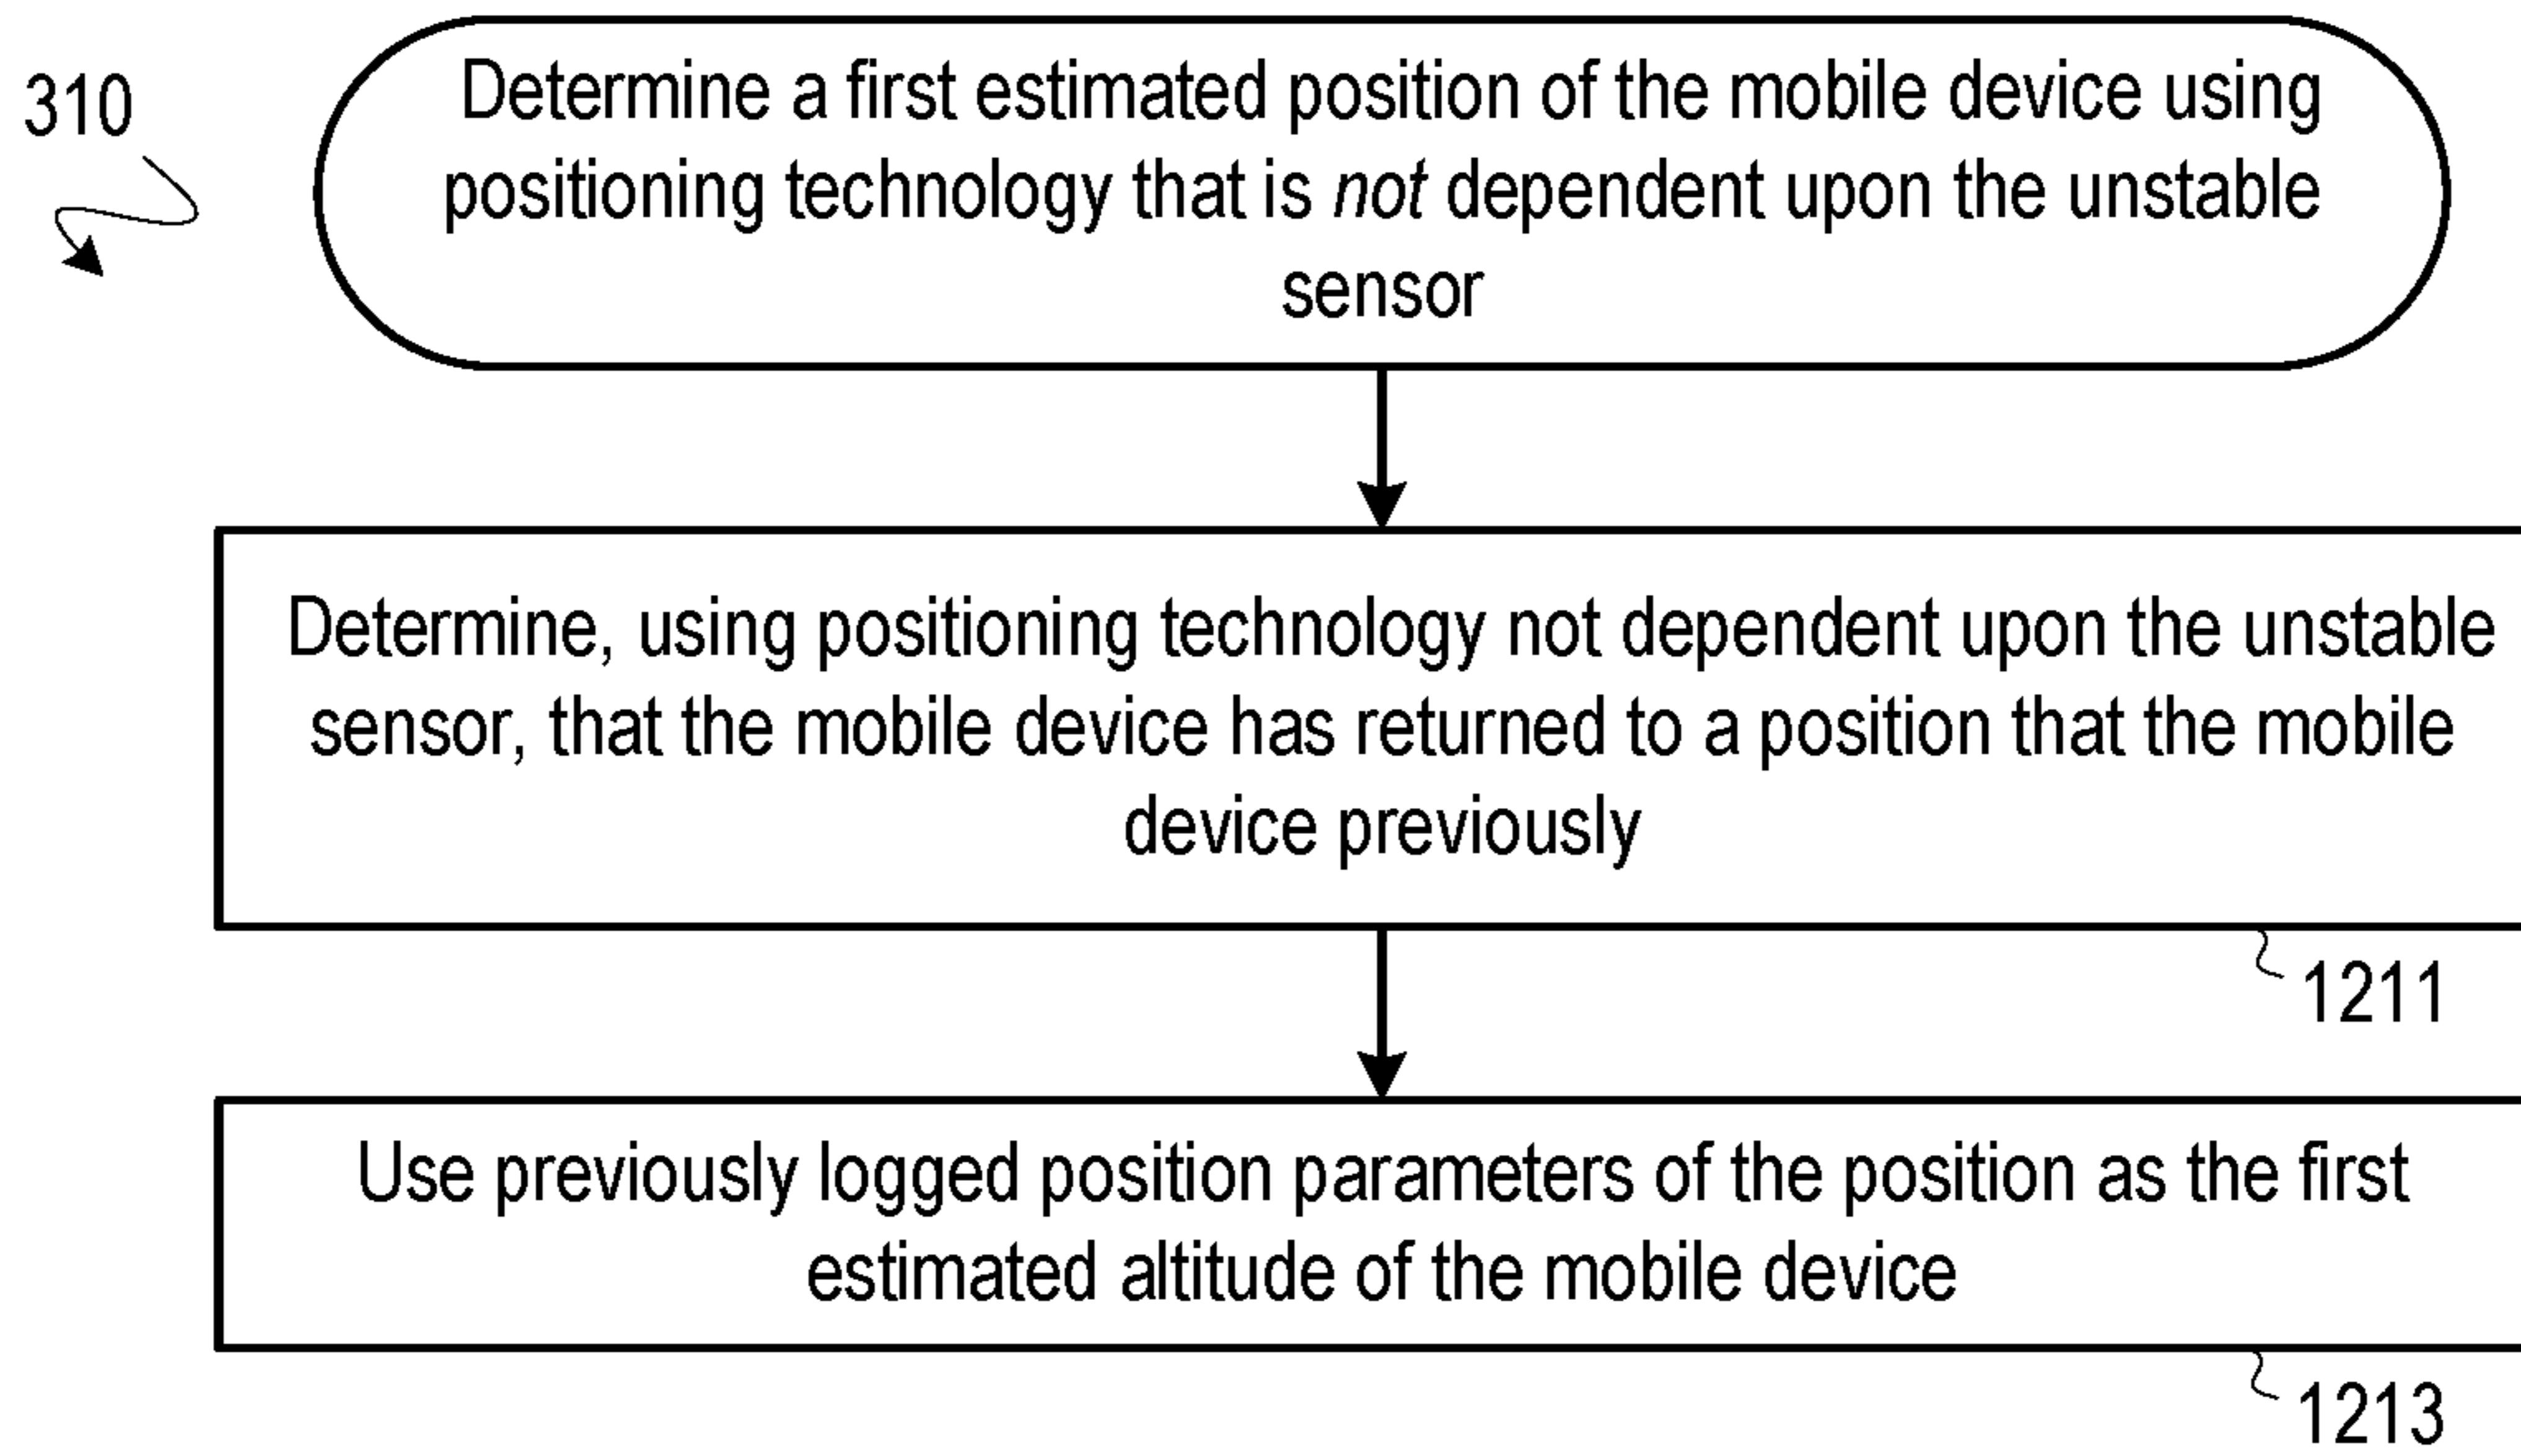 310
Determine a first estimated position of the mobile device using
positioning technology that is not dependent upon the unstable
sensor
Determine, using positioning technology not dependent upon the unstable
sensor, that the mobile device has returned to a position that the mobile
device previously
1211
Use previously logged position parameters of the position as the first
estimated altitude of the mobile device
1213